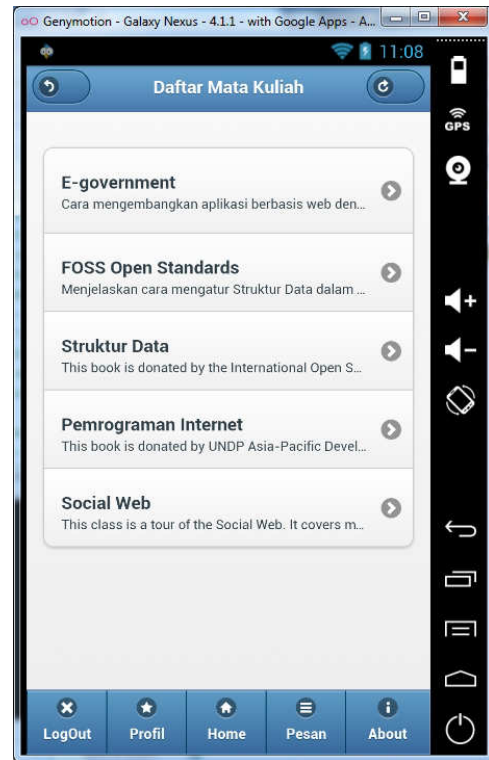 Genymotion - Galaxy Nexus - 4.1.1 - with Google Apps - A...
11:08
Daftar Mata Kuliah
GPS
E-government
Cara mengembangkan aplikasi berbasis web den...
FOSS Open Standards
Menjelaskan cara mengatur Struktur Data dalam ...
Struktur Data
This book is donated by the International Open S...
Pemrograman Internet
This book is donated by UNDP Asia-Pacific Devel...
Social Web
This class is a tour of the Social Web. It covers m...
LogOut Profil Home Pesan About